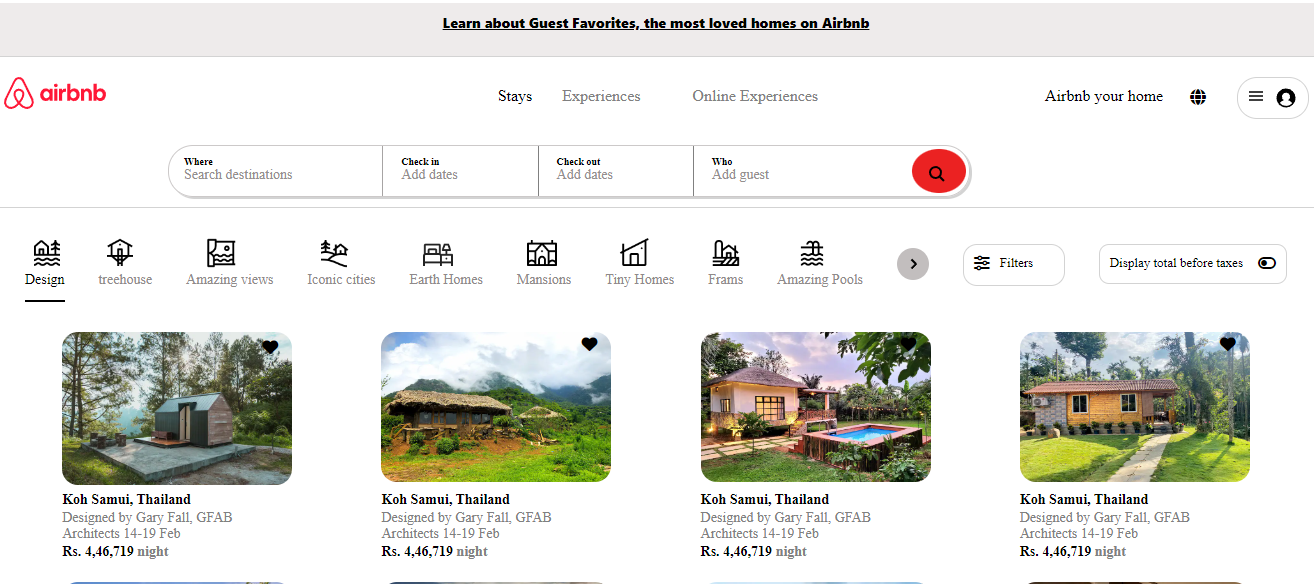 Learn about Guest Favorites, the most loved homes on Airbnb
airbnb
Stays Experiences Online Experiences
Airbnb your home
Where Check in Check out Who
Search destinations Add dates Add dates Add guest
Design treehouse Amazing views Iconic cities Earth Homes Mansions Tiny Homes Frams Amazing Pools
Filters
Display total before taxes
Koh Samui, Thailand
Designed by Gary Fall, GFAB
Architects 14-19 Feb
Rs. 4,46,719 night
Koh Samui, Thailand
Designed by Gary Fall, GFAB
Architects 14-19 Feb
Rs. 4,46,719 night
Koh Samui, Thailand
Designed by Gary Fall, GFAB
Architects 14-19 Feb
Rs. 4,46,719 night
Koh Samui, Thailand
Designed by Gary Fall, GFAB
Architects 14-19 Feb
Rs. 4,46,719 night